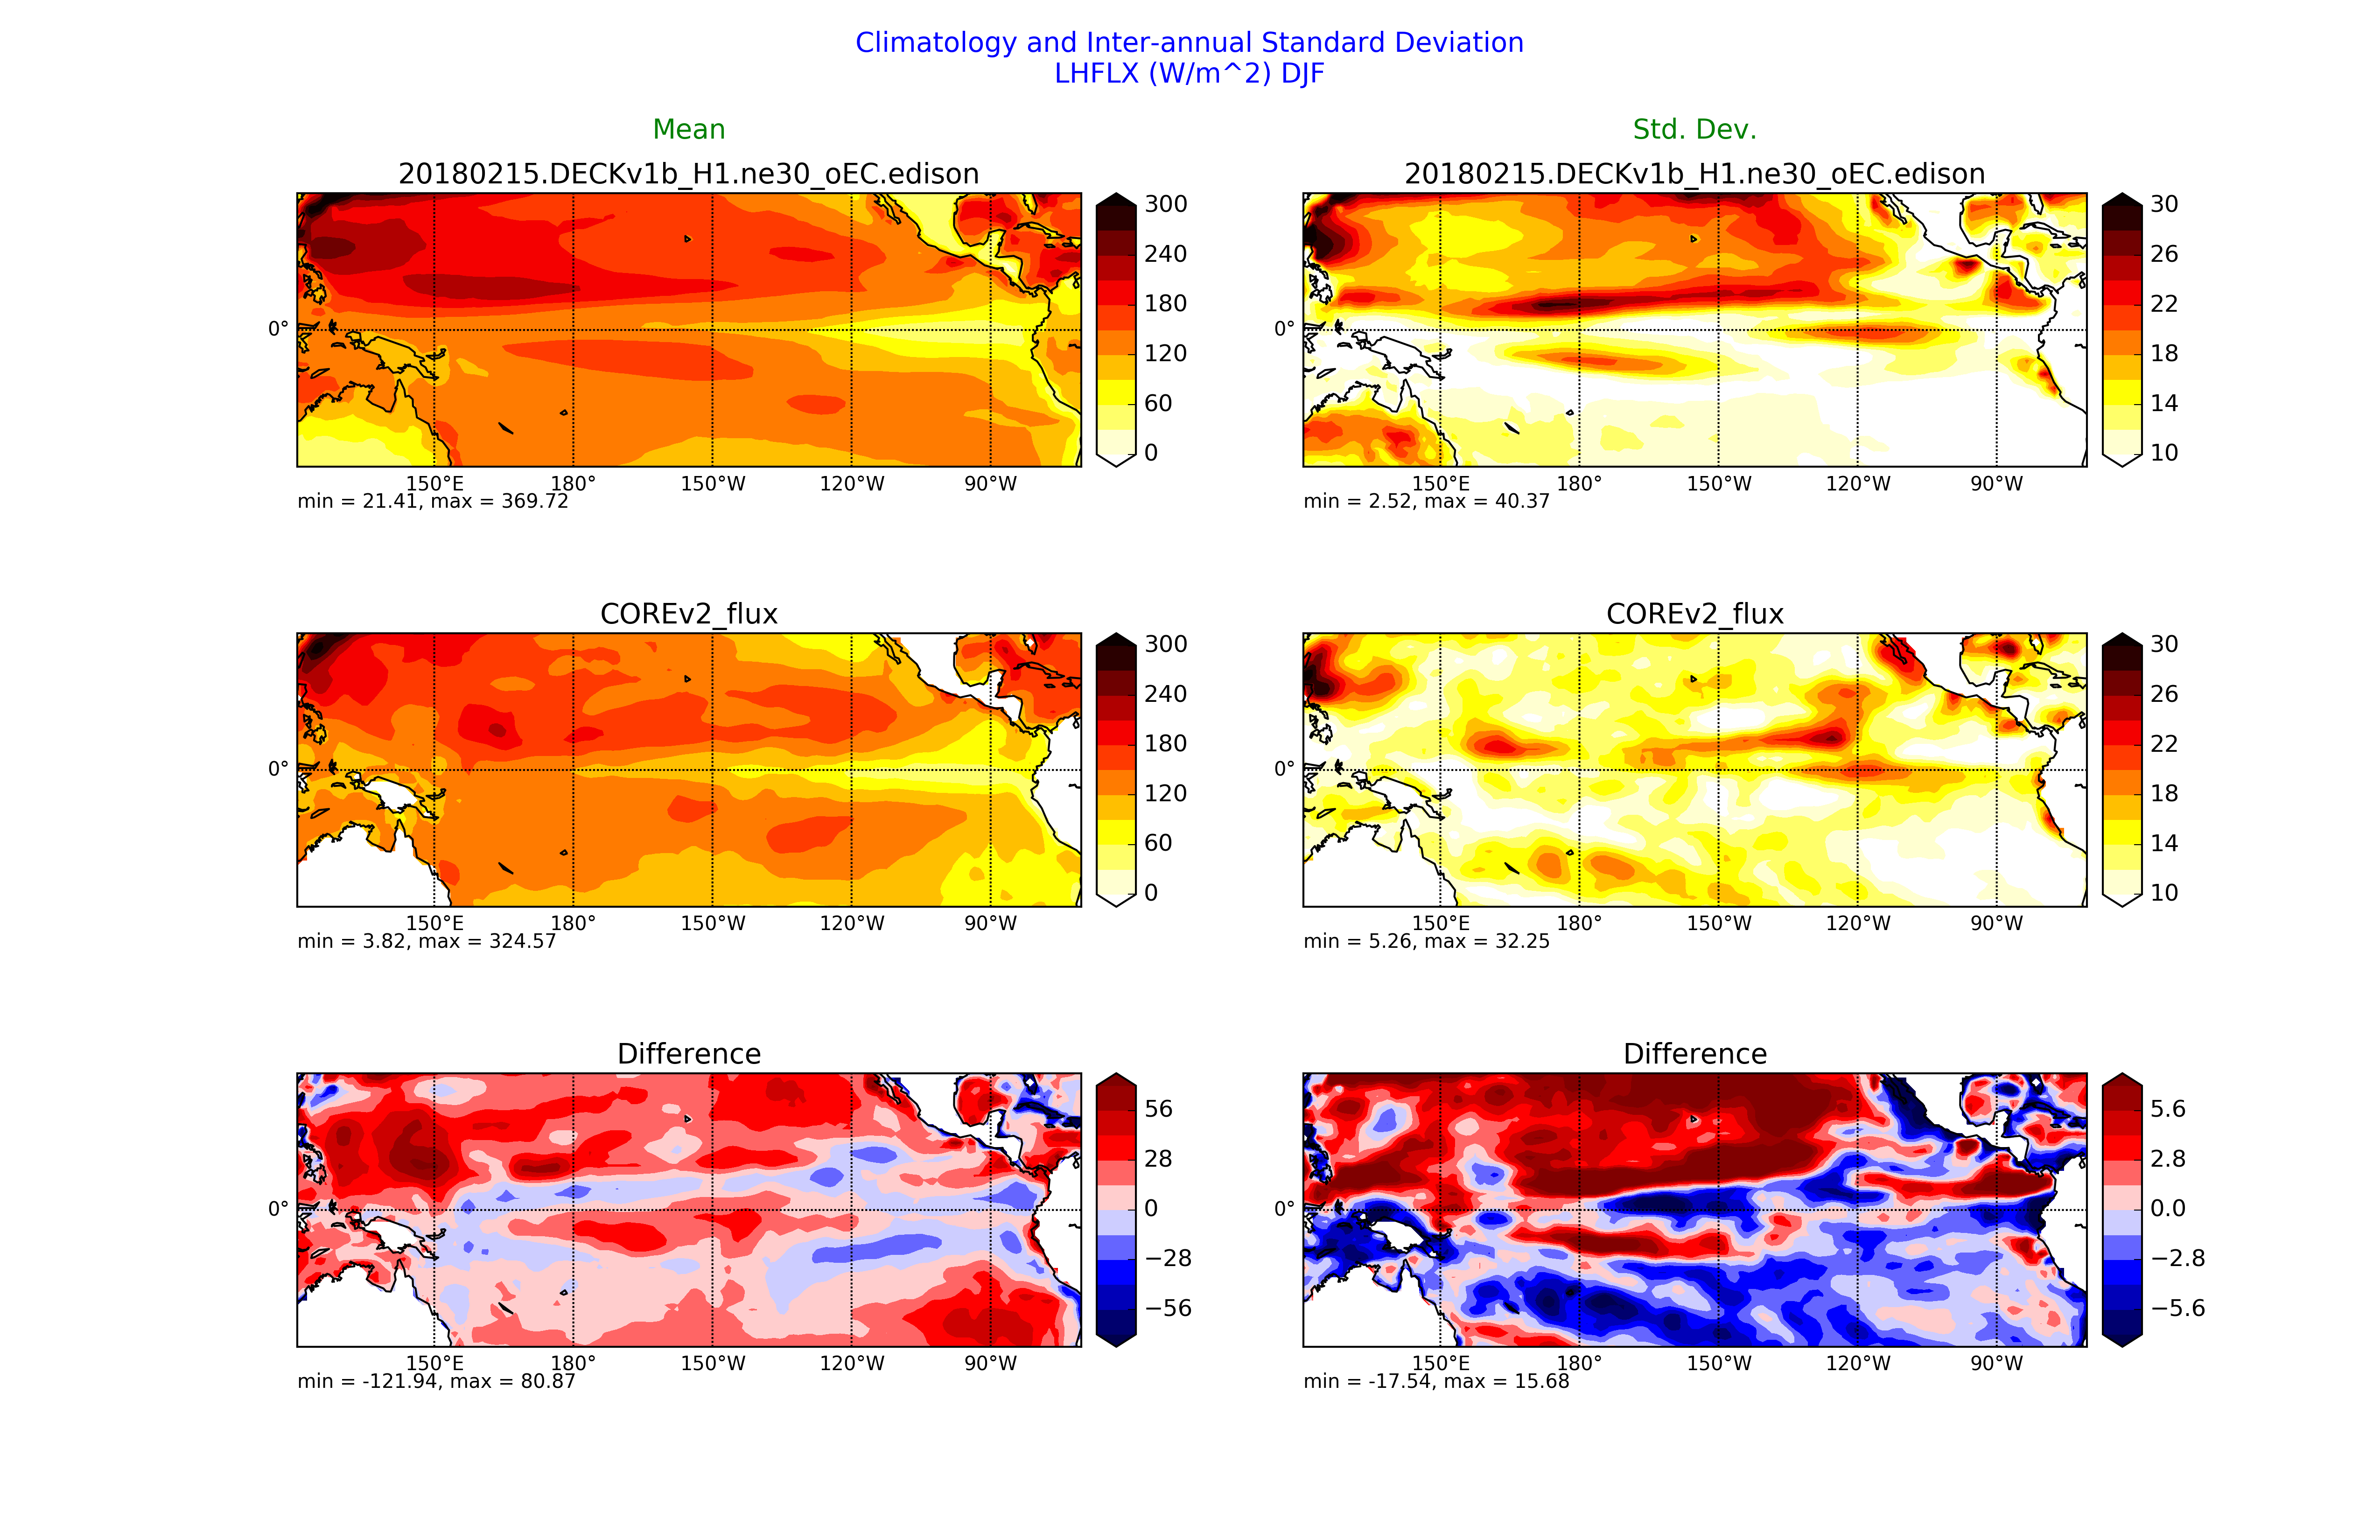 Climatology and Inter-annual Standard Deviation
LHFLX (W/m^2) DJF
Mean
Std. Dev.
20180215.DECKv1b_H1.ne30_oEC.edison
20180215.DECKv1b_H1.ne30_oEC.edison
300
240
180
120
60
0
30
26
22
18
14
10
0°
0°
150°E 180° 150°W 120°W 90°W
150°E 180° 150°W 120°W 90°W
min = 21.41, max = 369.72
min = 2.52, max = 40.37
COREv2_flux
COREv2_flux
300
240
180
120
60
0
30
26
22
18
14
10
0°
0°
150°E 180° 150°W 120°W 90°W
150°E 180° 150°W 120°W 90°W
min = 3.82, max = 324.57
min = 5.26, max = 32.25
Difference
Difference
56
28
0
−28
−56
5.6
2.8
0.0
−2.8
−5.6
0°
0°
150°E 180° 150°W 120°W 90°W
150°E 180° 150°W 120°W 90°W
min = -121.94, max = 80.87
min = -17.54, max = 15.68